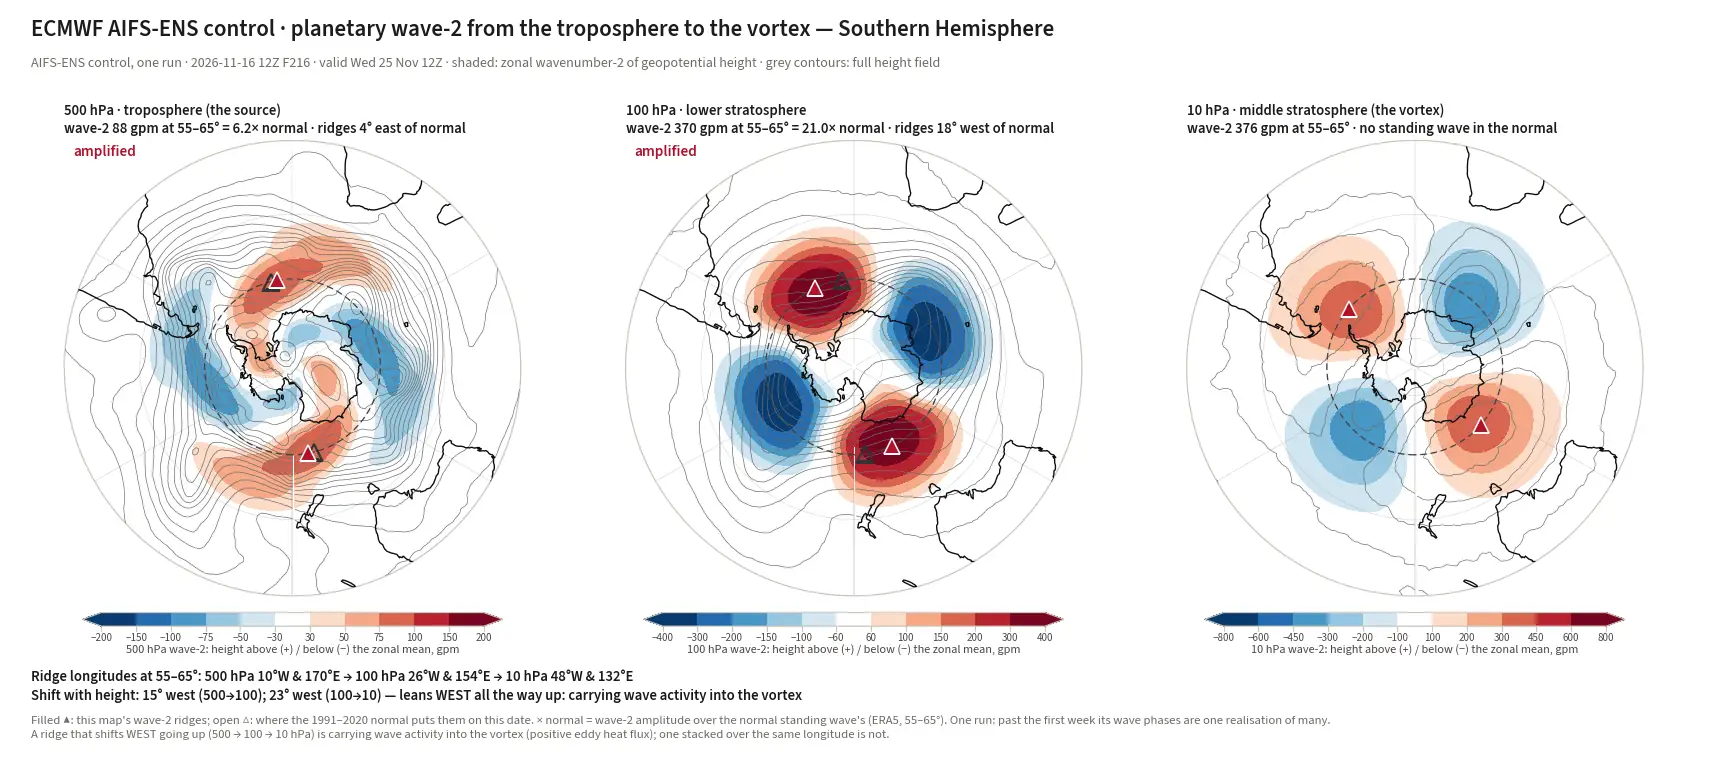 ECMWF AIFS-ENS control · planetary wave-2 from the troposphere to the vortex — Southern Hemisphere
AIFS-ENS control, one run · 2026-11-16 12Z F216 · valid Wed 25 Nov 12Z · shaded: zonal wavenumber-2 of geopotential height · grey contours: full height field
500 hPa · troposphere (the source)
wave-2 88 gpm at 55–65° = 6.2× normal · ridges 4° east of normal
amplified
100 hPa · lower stratosphere
wave-2 370 gpm at 55–65° = 21.0× normal · ridges 18° west of normal
amplified
10 hPa · middle stratosphere (the vortex)
wave-2 376 gpm at 55–65° · no standing wave in the normal
−200 −150 −100 −75 −50 −30 30 50 75 100 150 200
500 hPa wave-2: height above (+) / below (−) the zonal mean, gpm
−400 −300 −200 −150 −100 −60 60 100 150 200 300 400
100 hPa wave-2: height above (+) / below (−) the zonal mean, gpm
−800 −600 −450 −300 −200 −100 100 200 300 450 600 800
10 hPa wave-2: height above (+) / below (−) the zonal mean, gpm
Ridge longitudes at 55–65°: 500 hPa 10°W & 170°E → 100 hPa 26°W & 154°E → 10 hPa 48°W & 132°E
Shift with height: 15° west (500→100); 23° west (100→10) — leans WEST all the way up: carrying wave activity into the vortex
Filled ▲: this map's wave-2 ridges; open △: where the 1991–2020 normal puts them on this date. × normal = wave-2 amplitude over the normal standing wave's (ERA5, 55–65°). One run: past the first week its wave phases are one realisation of many.
A ridge that shifts WEST going up (500 → 100 → 10 hPa) is carrying wave activity into the vortex (positive eddy heat flux); one stacked over the same longitude is not.